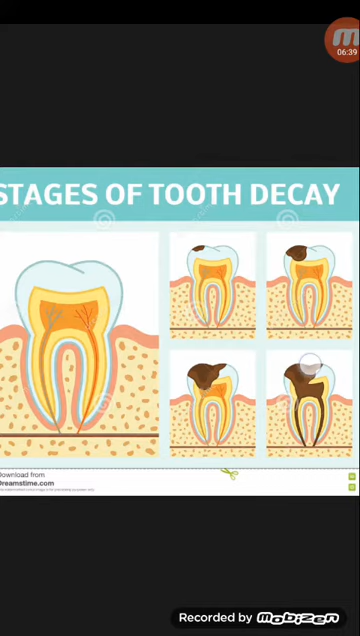 06:39
STAGES OF TOOTH DECAY
Download from
Dreamstime.com
Recorded by mobizen